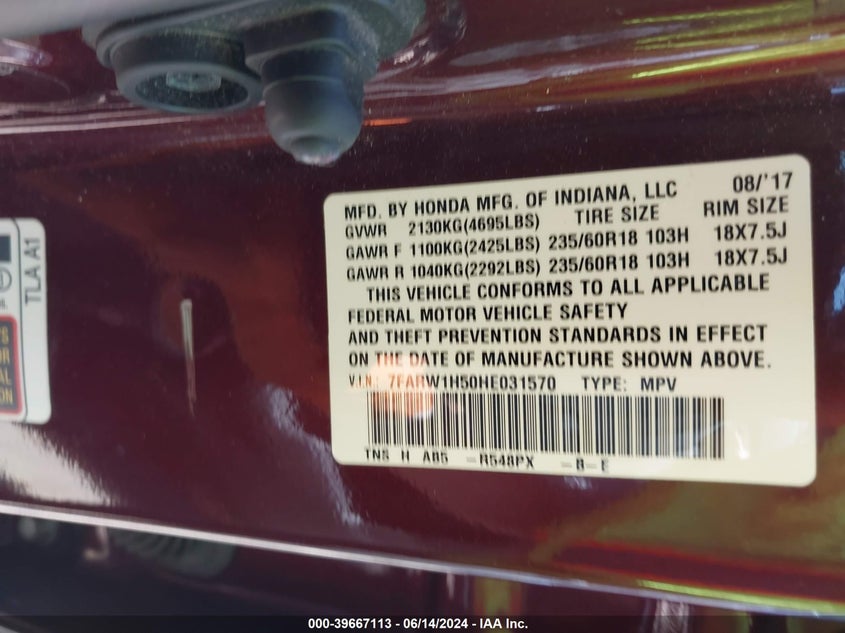 MFD. BY HONDA MFG. OF INDIANA, LLC 08/'17
GVWR 2130KG(4695LBS) TIRE SIZE RIM SIZE
GAWR F 1100KG(2425LBS) 235/60R18 103H 18X7.5J
GAWR R 1040KG(2292LBS) 235/60R18 103H 18X7.5J
THIS VEHICLE CONFORMS TO ALL APPLICABLE
FEDERAL MOTOR VEHICLE SAFETY
AND THEFT PREVENTION STANDARDS IN EFFECT
ON THE DATE OF MANUFACTURE SHOWN ABOVE.
V.I.N.: 7FARW1H50HE031570 TYPE: MPV
TNS H A85 -R548PX -B-E
TLA A1
000-39667113 - 06/14/2024 - IAA Inc.